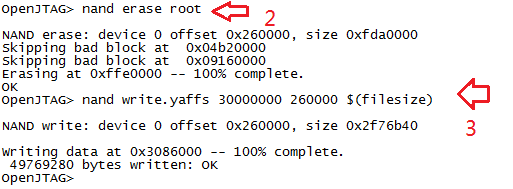 OpenJTAG> nand erase root
2
NAND erase: device 0 offset 0x260000, size 0xfda0000
Skipping bad block at  0x04b20000
Skipping bad block at  0x09160000
Erasing at 0xffe0000 -- 100% complete.
OK
OpenJTAG> nand write.yaffs 30000000 260000 $(filesize)
3
NAND write: device 0 offset 0x260000, size 0x2f76b40
Writing data at 0x3086000 -- 100% complete.
 49769280 bytes written: OK
OpenJTAG>